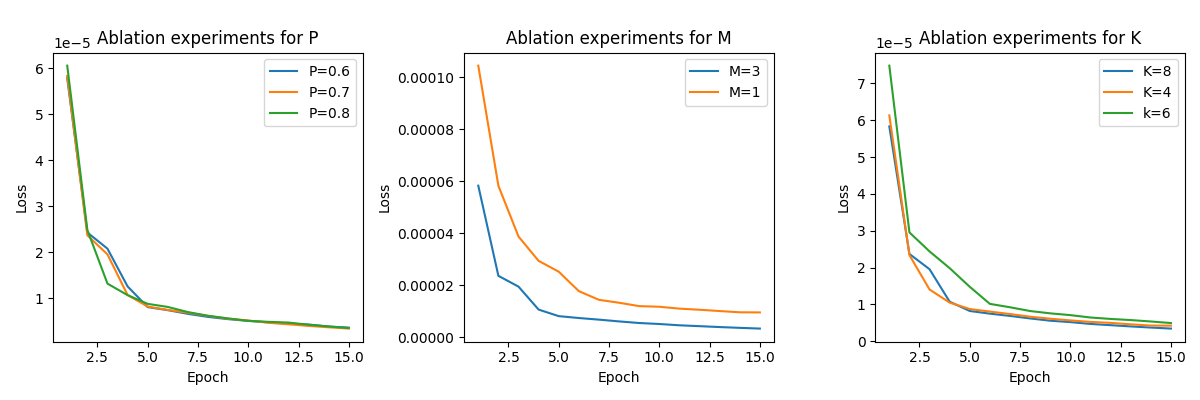 Ablation experiments for P
1e−5
6
5
4
3
2
1
Loss
2.5 5.0 7.5 10.0 12.5 15.0
Epoch
P=0.6
P=0.7
P=0.8
Ablation experiments for M
0.00010
0.00008
0.00006
0.00004
0.00002
0.00000
Loss
2.5 5.0 7.5 10.0 12.5 15.0
Epoch
M=3
M=1
Ablation experiments for K
1e−5
7
6
5
4
3
2
1
0
Loss
2.5 5.0 7.5 10.0 12.5 15.0
Epoch
K=8
K=4
k=6